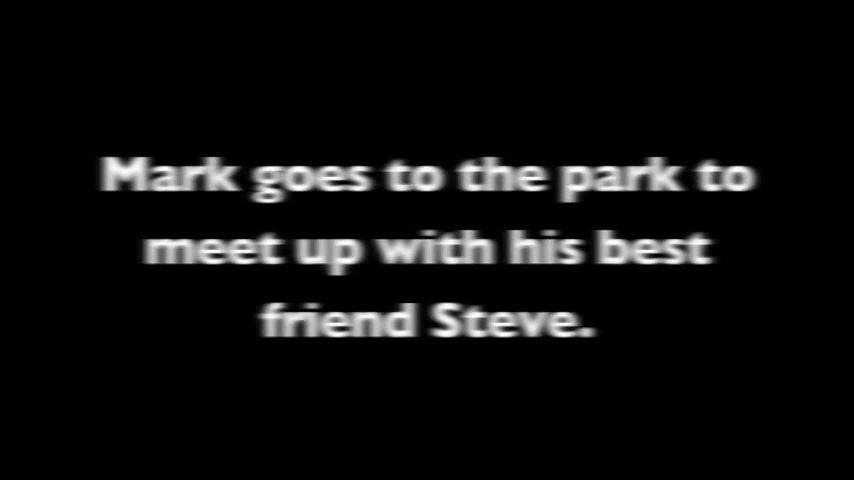 Mark goes to the park to
meet up with his best
friend Steve.